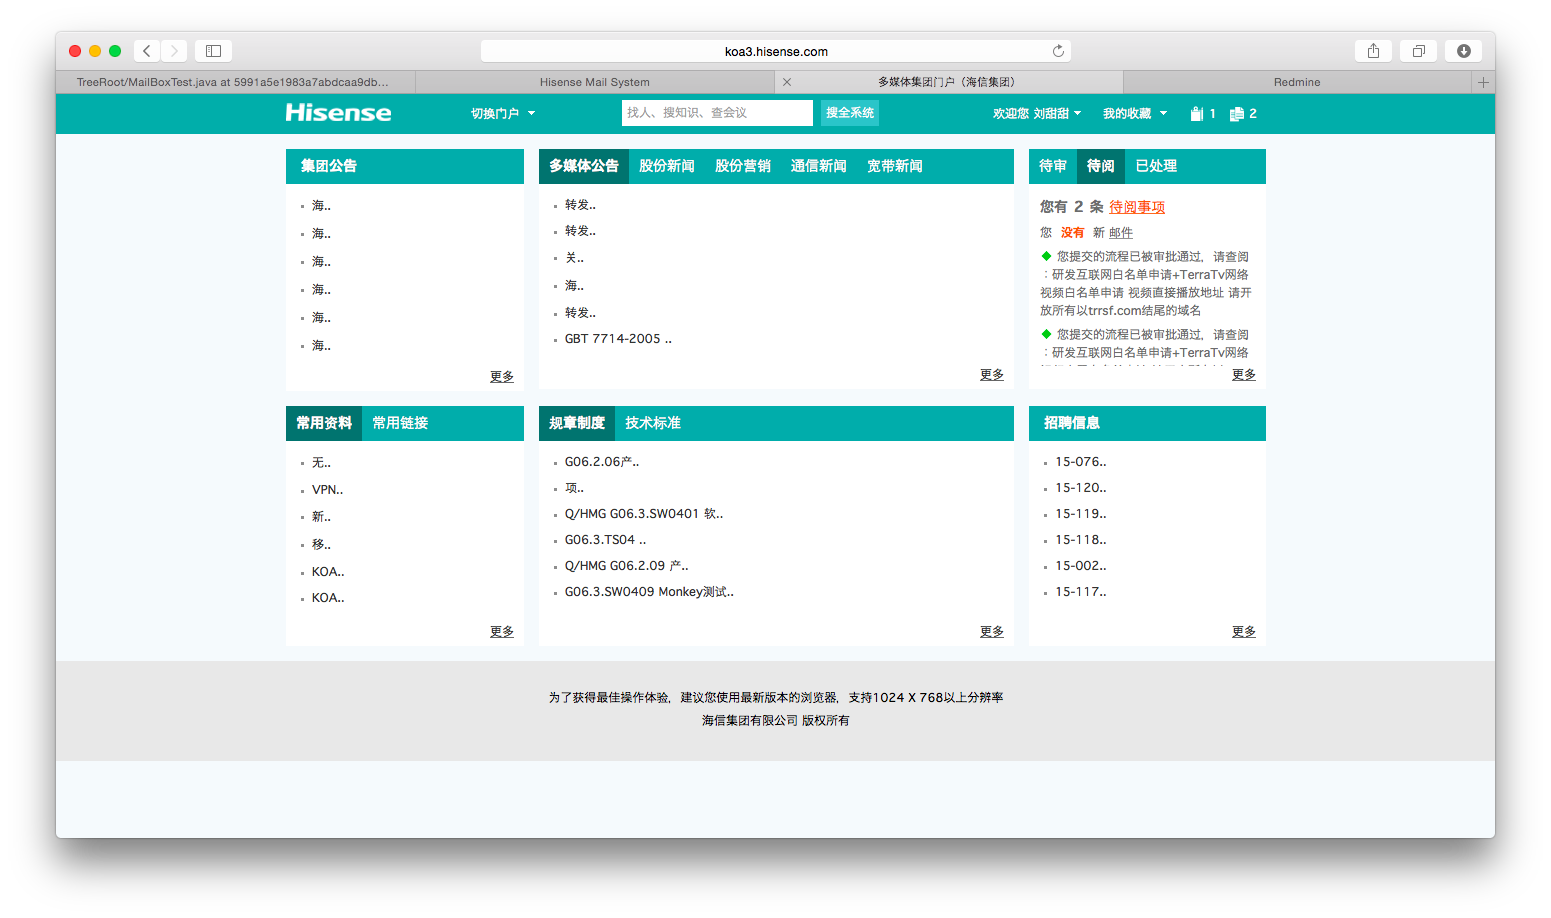 koa3.hisense.com
TreeRoot/MailBoxTest.java at 5991a5e1983a7abdcaa9db...
Hisense Mail System
多媒体集团门户（海信集团）
Redmine
Hisense
切换门户
找人、搜知识、查会议
搜全系统
欢迎您 刘甜甜
我的收藏
1
2
集团公告
海..
海..
海..
海..
海..
海..
更多
多媒体公告 股份新闻 股份营销 通信新闻 宽带新闻
转发..
转发..
关..
海..
转发..
GBT 7714-2005 ..
更多
待审 待阅 已处理
您有 2 条 待阅事项
您 没有 新 邮件
您提交的流程已被审批通过，请查阅
：研发互联网白名单申请+TerraTv网络
视频白名单申请 视频直接播放地址 请开
放所有以trrsf.com结尾的域名
您提交的流程已被审批通过，请查阅
：研发互联网白名单申请+TerraTv网络
更多
常用资料 常用链接
无..
VPN..
新..
移..
KOA..
KOA..
更多
规章制度 技术标准
G06.2.06产..
项..
Q/HMG G06.3.SW0401 软..
G06.3.TS04 ..
Q/HMG G06.2.09 产..
G06.3.SW0409 Monkey测试..
更多
招聘信息
15-076..
15-120..
15-119..
15-118..
15-002..
15-117..
更多
为了获得最佳操作体验，建议您使用最新版本的浏览器，支持1024 X 768以上分辨率
海信集团有限公司 版权所有